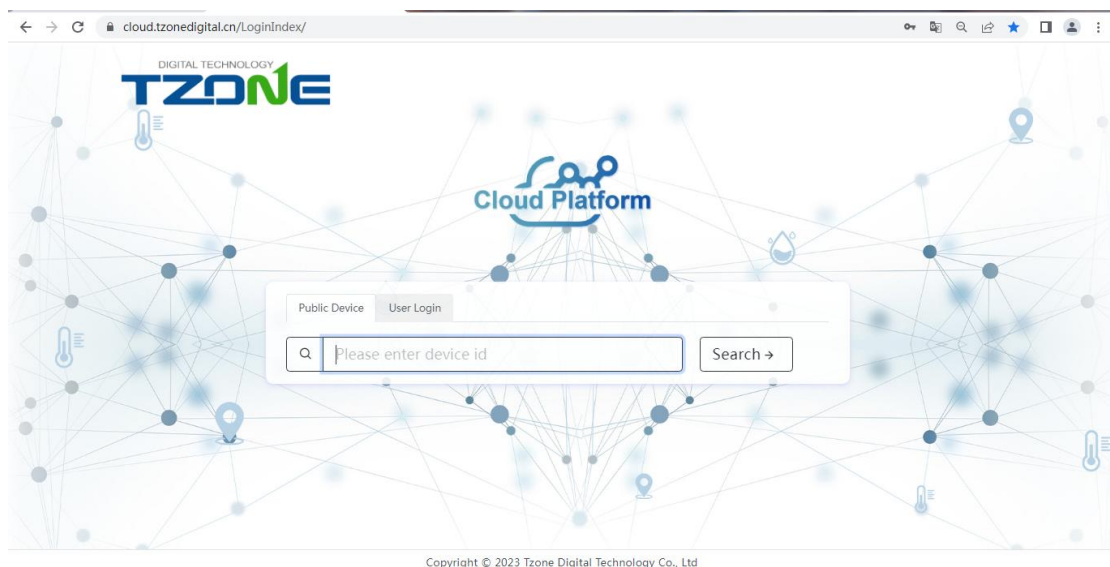 cloud.tzonedigital.cn/LoginIndex/
DIGITAL TECHNOLOGY
TZONE
Cloud Platform
Public Device User Login
Please enter device id Search →
Copyright © 2023 Tzone Digital Technology Co., Ltd